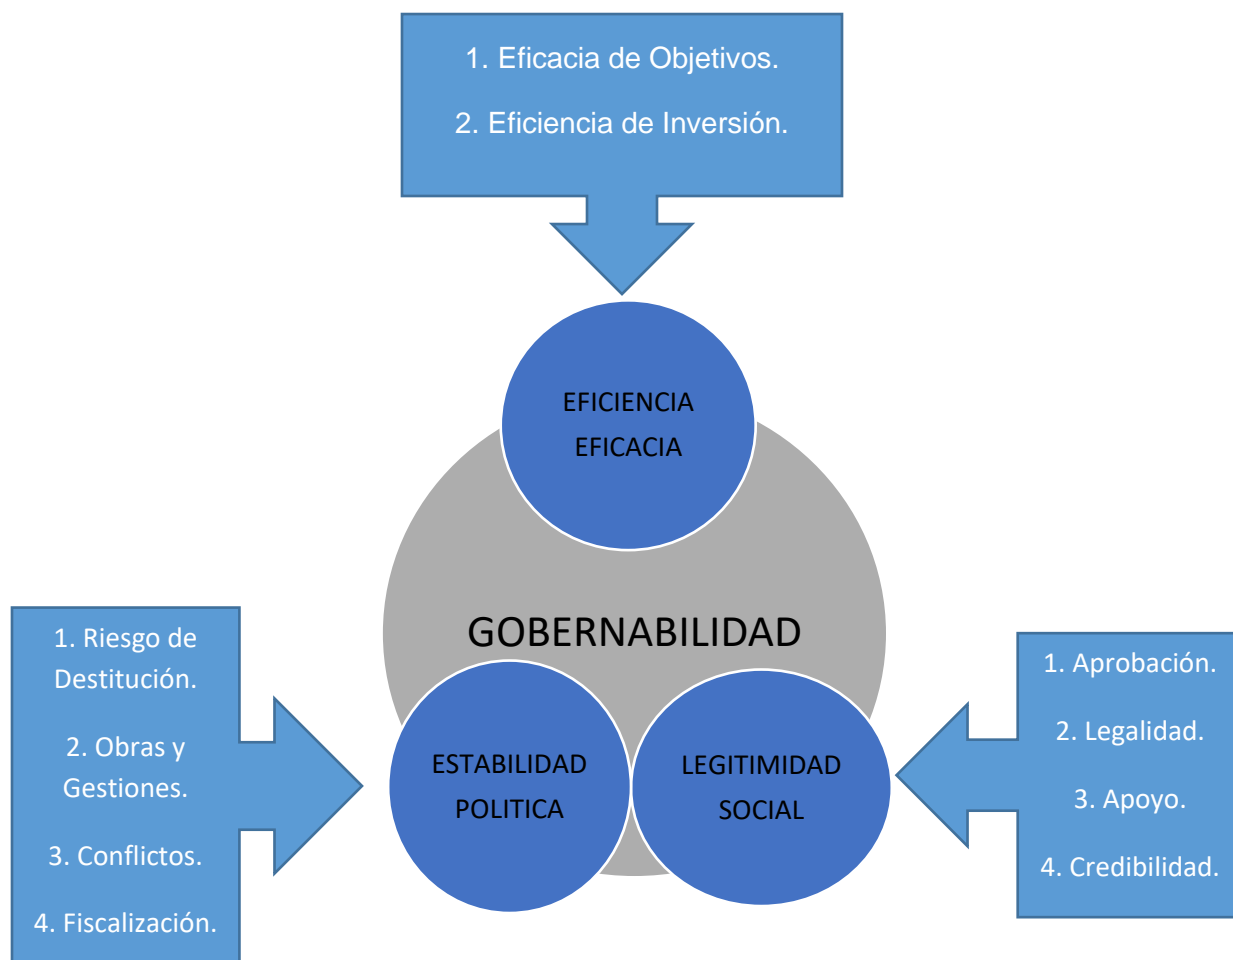 1. Eficacia de Objetivos.
2. Eficiencia de Inversión.
EFICIENCIA
EFICACIA
GOBERNABILIDAD
1. Riesgo de
Destitución.
2. Obras y
Gestiones.
3. Conflictos.
4. Fiscalización.
ESTABILIDAD
POLITICA
LEGITIMIDAD
SOCIAL
1. Aprobación.
2. Legalidad.
3. Apoyo.
4. Credibilidad.